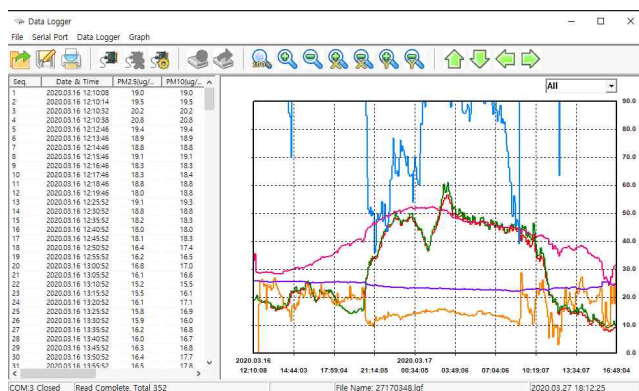 Data Logger
File Serial Port Data Logger Graph
100%
Seq. Date & Time PM2.5(ug/... PM10(ug/...
1 2020.03.16 12:10:08 19.0 19.0
2 2020.03.16 12:10:14 19.5 19.5
3 2020.03.16 12:10:32 20.2 20.2
4 2020.03.16 12:10:38 20.8 20.8
5 2020.03.16 12:12:46 19.4 19.4
6 2020.03.16 12:13:46 18.9 18.9
7 2020.03.16 12:14:46 18.8 18.8
8 2020.03.16 12:15:46 19.1 19.1
9 2020.03.16 12:16:46 18.3 18.3
10 2020.03.16 12:17:46 18.3 18.4
11 2020.03.16 12:18:46 18.8 18.8
12 2020.03.16 12:19:46 18.0 18.8
13 2020.03.16 12:25:52 19.1 19.3
14 2020.03.16 12:30:52 18.8 18.8
15 2020.03.16 12:35:52 18.2 18.3
16 2020.03.16 12:40:52 18.0 18.0
17 2020.03.16 12:45:52 18.1 18.3
18 2020.03.16 12:50:52 16.4 17.4
19 2020.03.16 12:55:52 16.2 16.5
20 2020.03.16 13:00:52 16.8 17.0
21 2020.03.16 13:05:52 16.1 16.6
22 2020.03.16 13:10:52 15.2 15.5
23 2020.03.16 13:15:52 15.5 16.1
24 2020.03.16 13:20:52 16.1 17.1
25 2020.03.16 13:25:52 15.8 16.9
26 2020.03.16 13:30:52 15.9 16.0
27 2020.03.16 13:35:52 16.2 16.8
28 2020.03.16 13:40:52 16.0 16.7
29 2020.03.16 13:45:52 16.3 16.8
30 2020.03.16 13:50:52 16.4 17.7
31 2020.03.16 13:55:52 16.5 17.8
All
90.0
80.0
70.0
60.0
50.0
40.0
30.0
20.0
10.0
0.0
2020.03.16 2020.03.17
12:10:08 14:44:03 17:59:04 21:14:05 00:34:05 03:49:06 07:04:06 10:19:07 13:34:07 16:49:04
COM:3 Closed Read Complete. Total 352 File Name: 27170348.lgf 2020.03.27 18:12:25